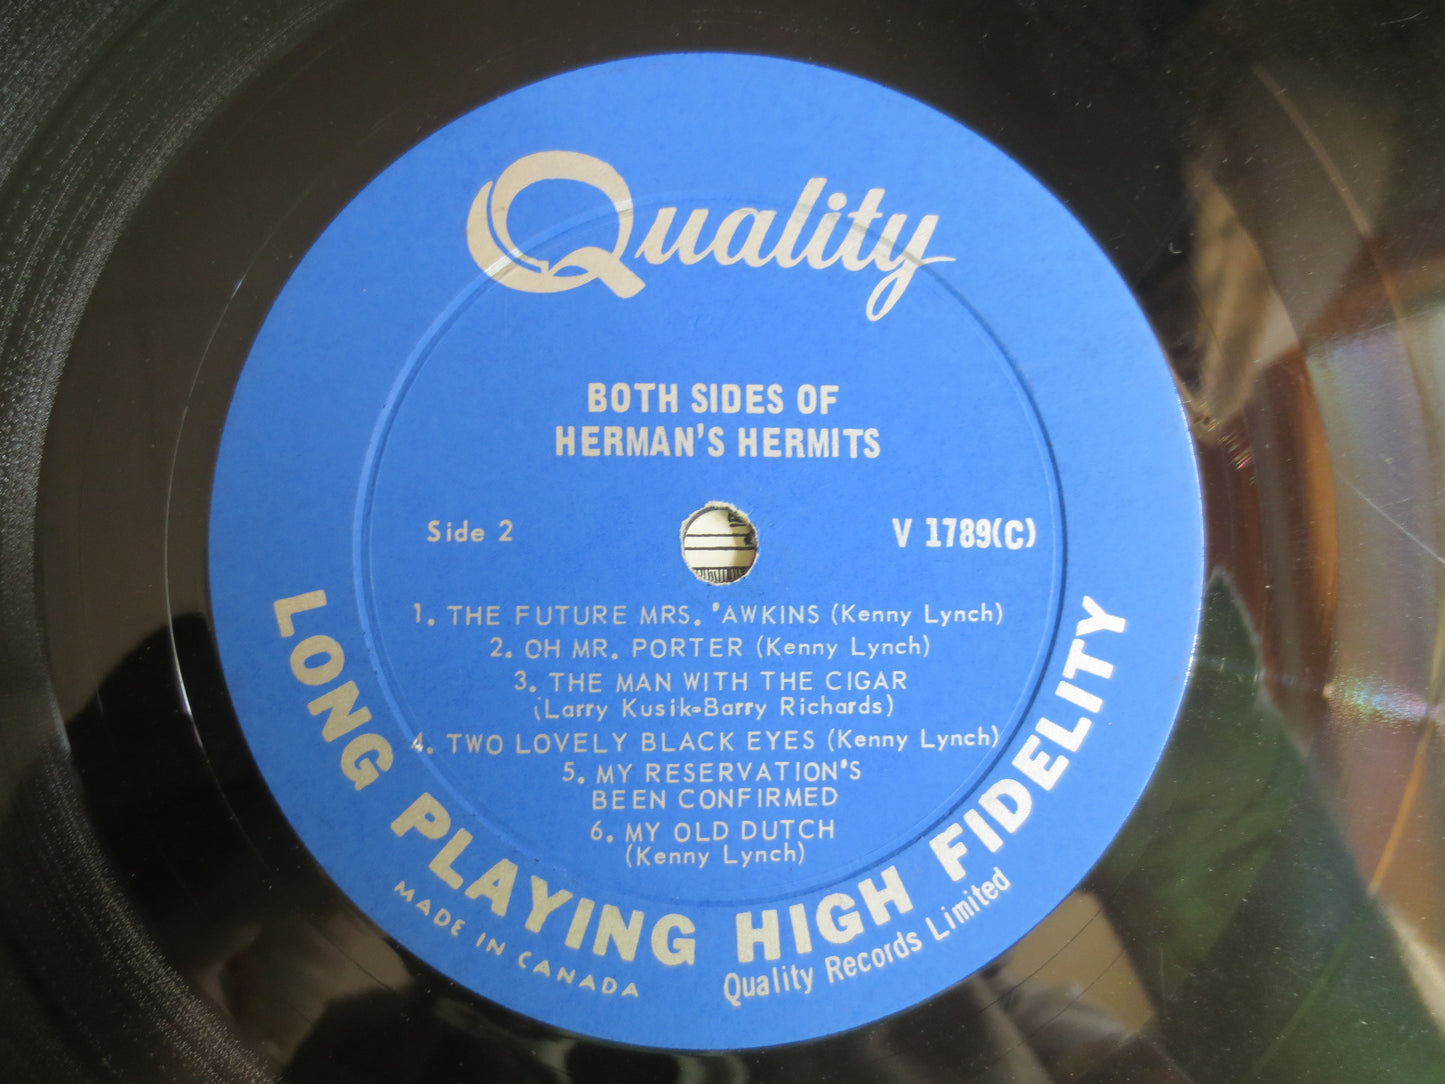 Quality
BOTH SIDES OF
HERMAN'S HERMITS
Side 2
V 1789(C)
1. THE FUTURE MRS. 'AWKINS (Kenny Lynch)
2. OH MR. PORTER (Kenny Lynch)
3. THE MAN WITH THE CIGAR
(Larry Kusik-Barry Richards)
4. TWO LOVELY BLACK EYES (Kenny Lynch)
5. MY RESERVATION'S
BEEN CONFIRMED
6. MY OLD DUTCH
(Kenny Lynch)
LONG PLAYING HIGH FIDELITY
MADE IN CANADA
Quality Records Limited